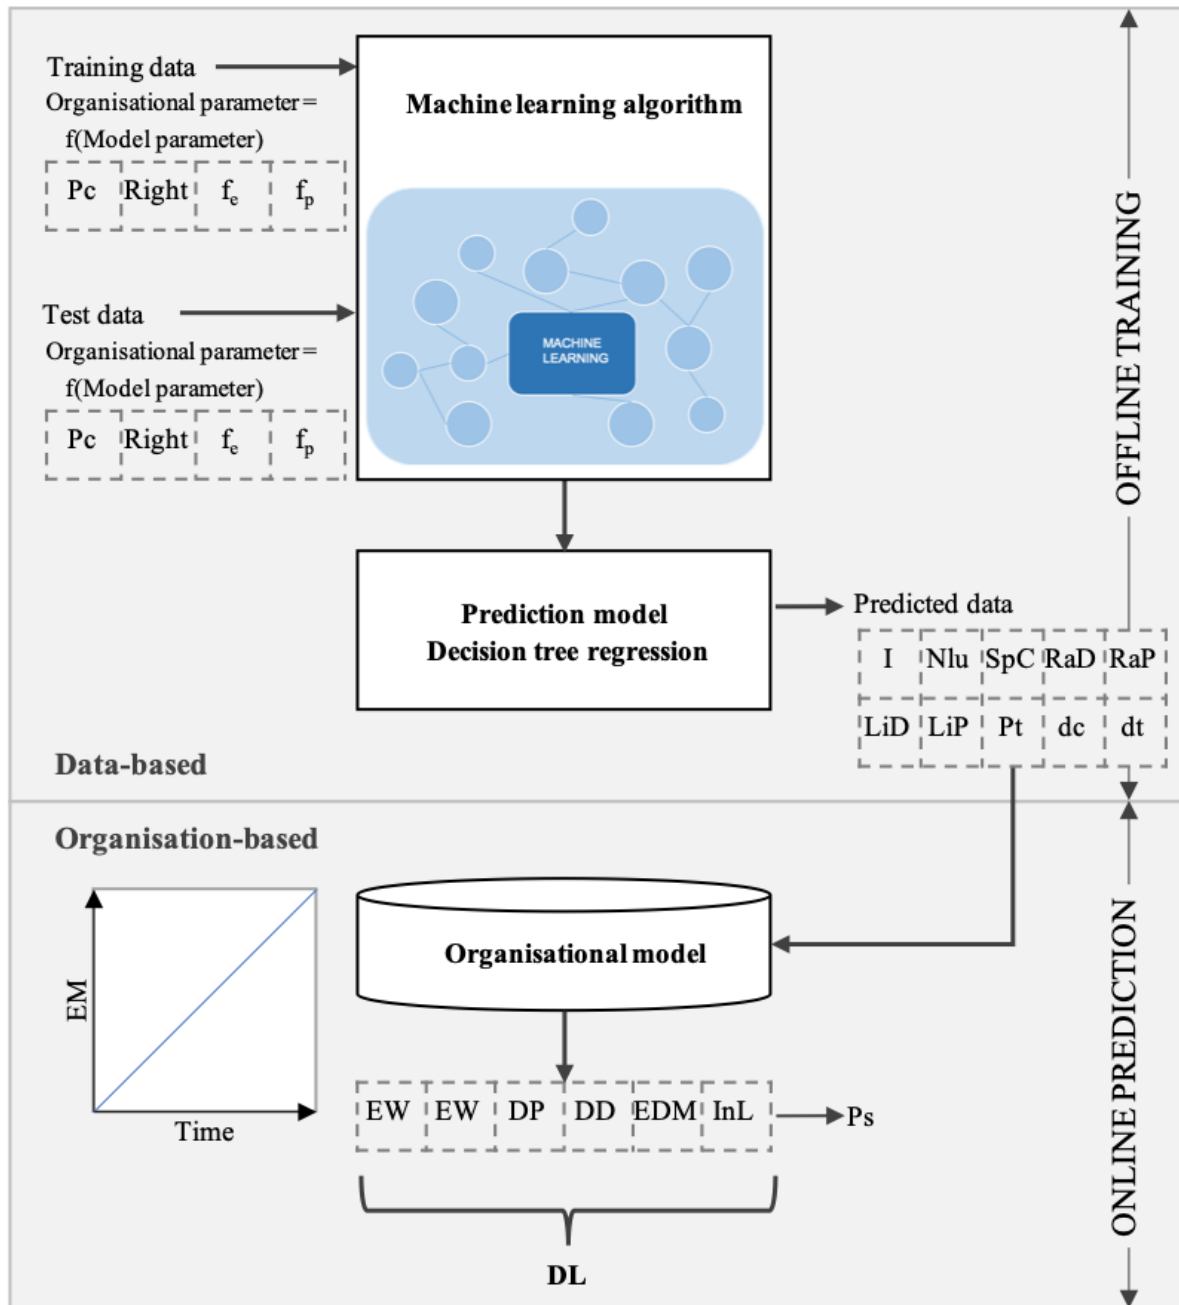 Training data
Organisational parameter =
f(Model parameter)
Pc Right fₑ fₚ
Machine learning algorithm
MACHINE
LEARNING
Test data
Organisational parameter =
f(Model parameter)
Pc Right fₑ fₚ
OFFLINE TRAINING
Prediction model
Decision tree regression
Predicted data
I Nlu SpC RaD RaP
LiD LiP Pt dc dt
Data-based
Organisation-based
EM
Time
Organisational model
EW EW DP DD EDM InL
Ps
DL
ONLINE PREDICTION